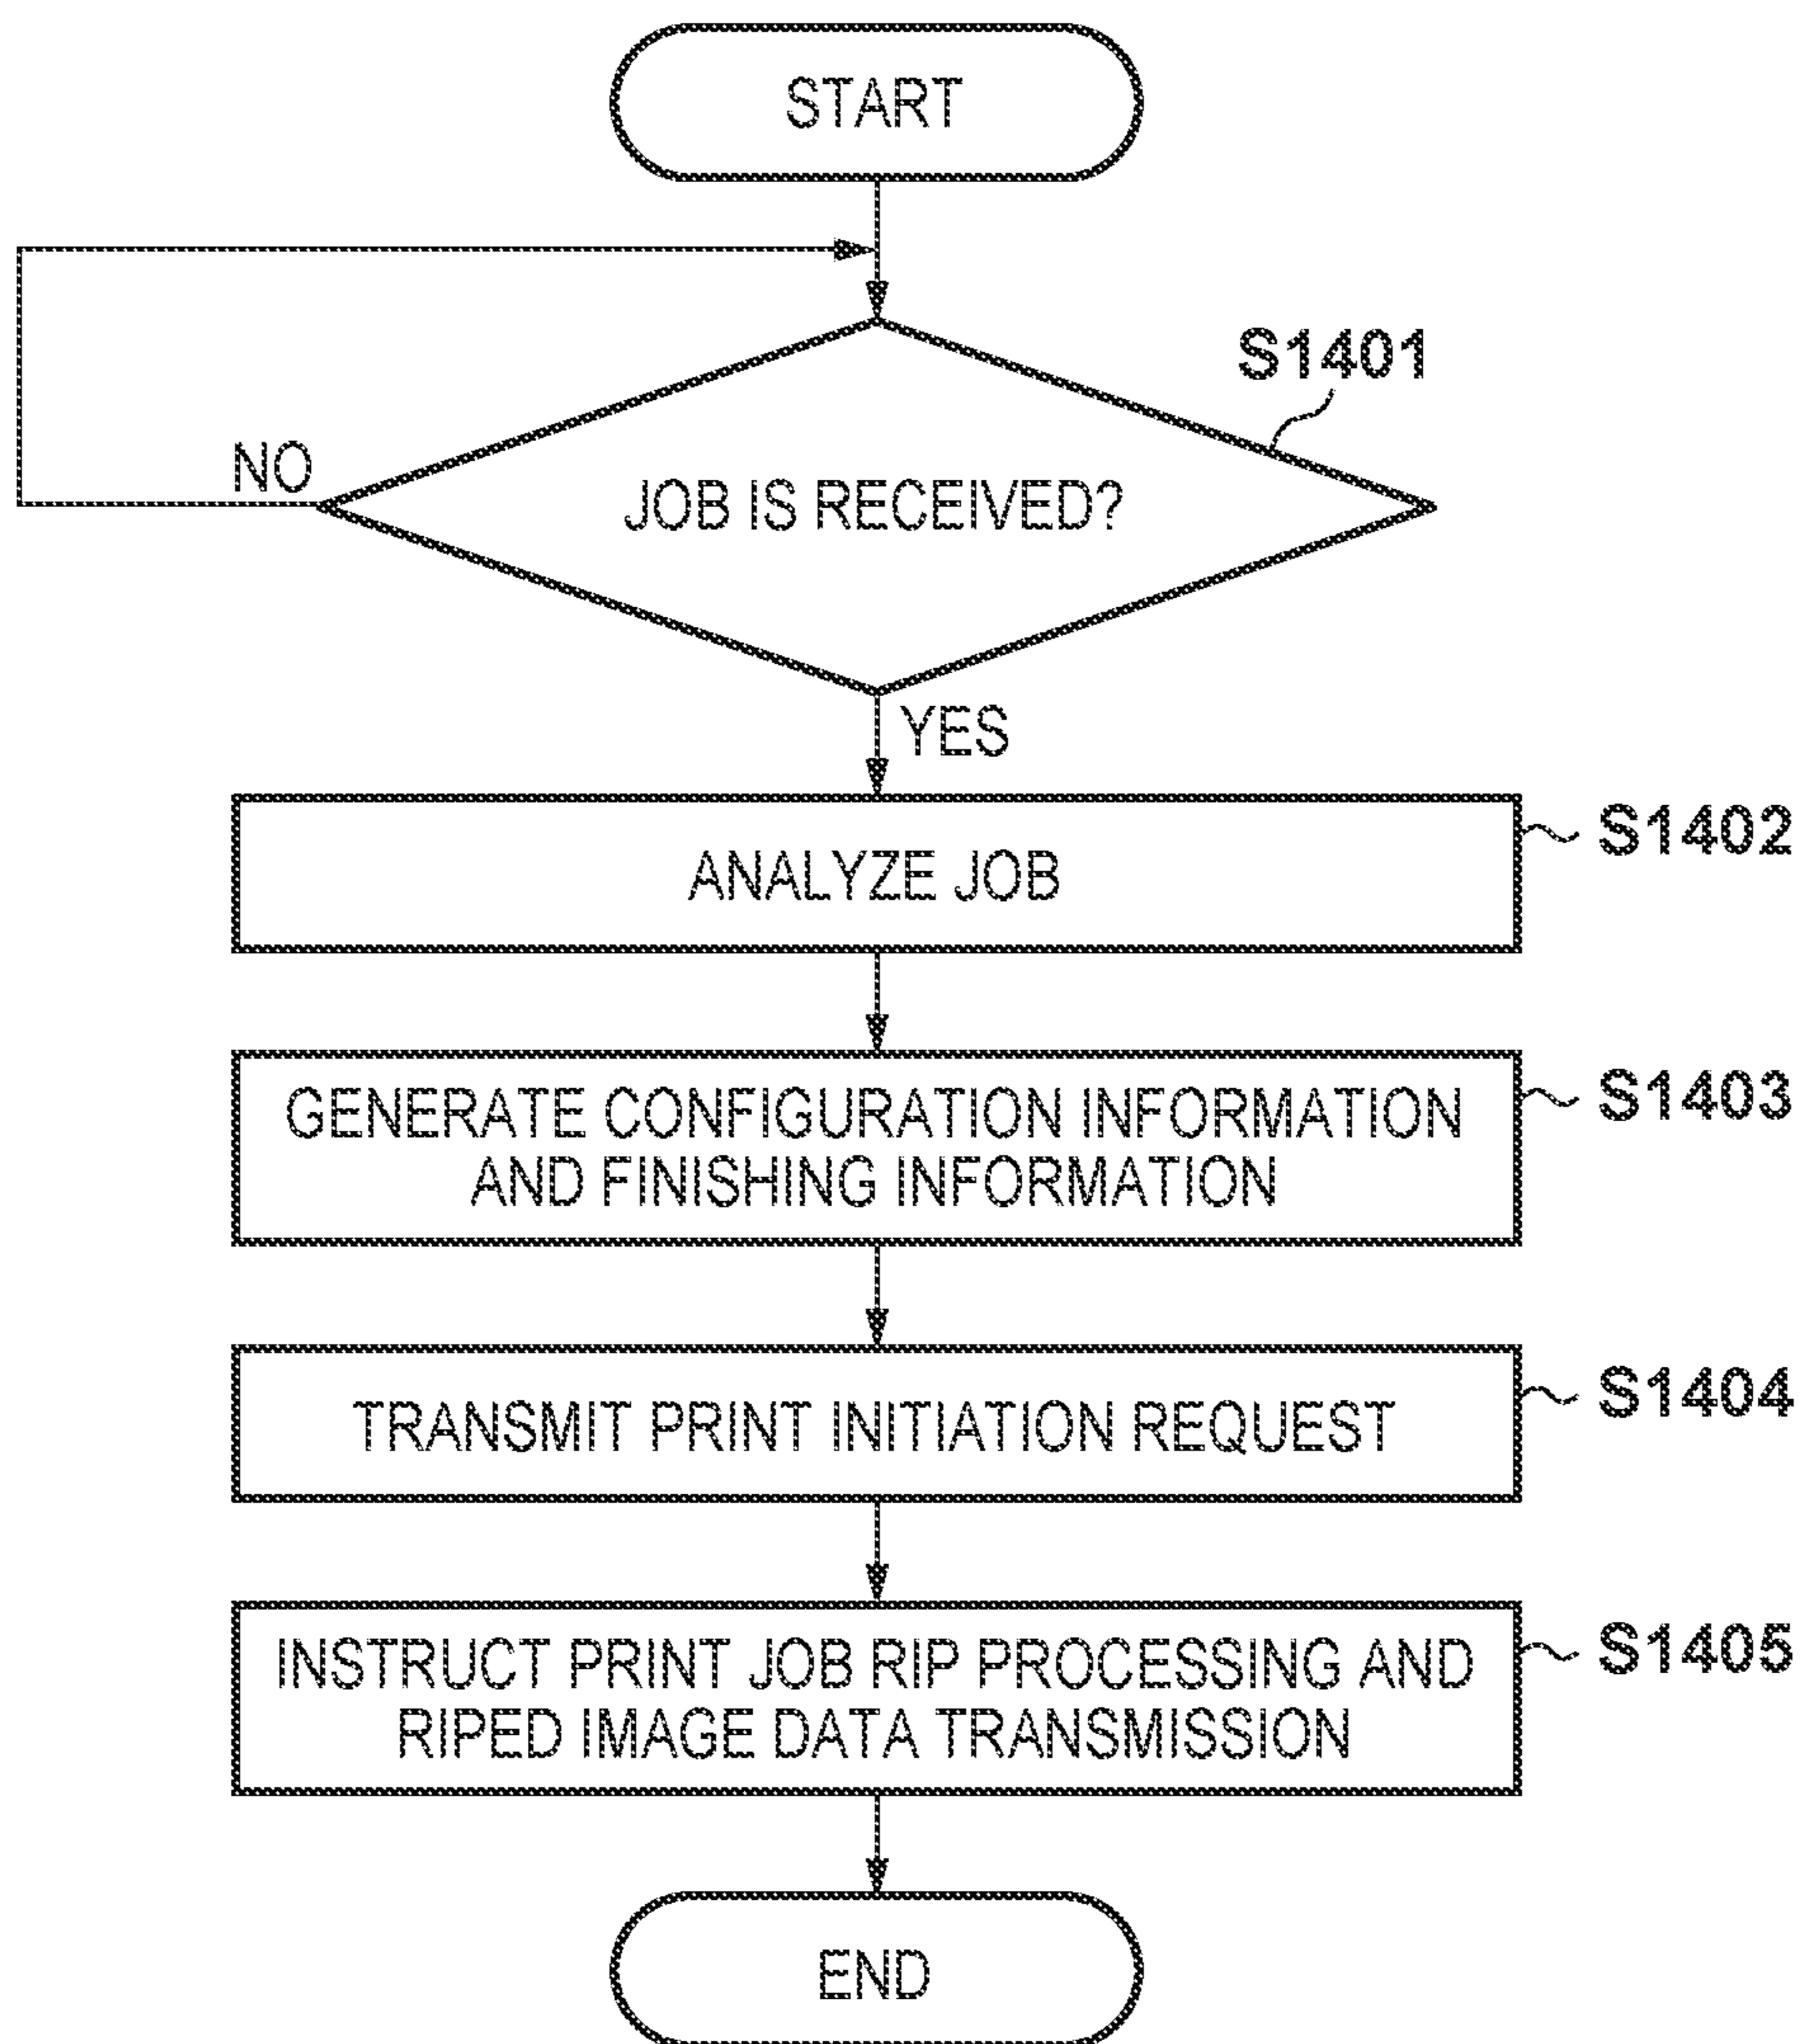 START
S1401
NO
JOB IS RECEIVED?
YES
ANALYZE JOB
S1402
GENERATE CONFIGURATION INFORMATION
AND FINISHING INFORMATION
S1403
TRANSMIT PRINT INITIATION REQUEST
S1404
INSTRUCT PRINT JOB RIP PROCESSING AND
RIPED IMAGE DATA TRANSMISSION
S1405
END